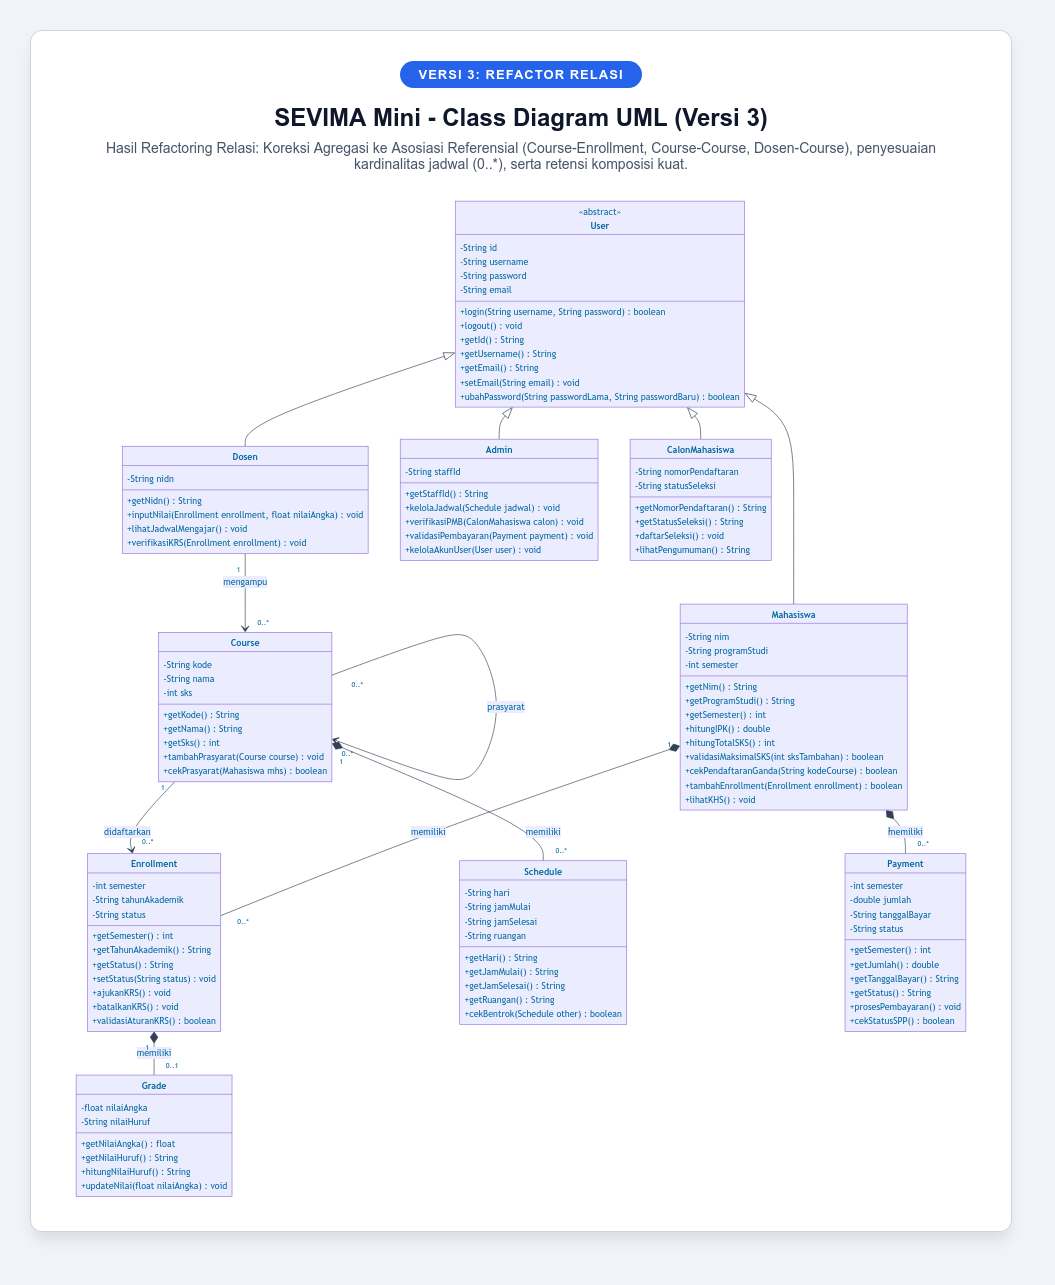 VERSI 3: REFACTOR RELASI
SEVIMA Mini - Class Diagram UML (Versi 3)
Hasil Refactoring Relasi: Koreksi Agregasi ke Asosiasi Referensial (Course-Enrollment, Course-Course, Dosen-Course), penyesuaian
kardinalitas jadwal (0..*), serta retensi komposisi kuat.
«abstract»
User
-String id
-String username
-String password
-String email
+login(String username, String password) : boolean
+logout() : void
+getId() : String
+getUsername() : String
+getEmail() : String
+setEmail(String email) : void
+ubahPassword(String passwordLama, String passwordBaru) : boolean
Dosen
-String nidn
+getNidn() : String
+inputNilai(Enrollment enrollment, float nilaiAngka) : void
+lihatJadwalMengajar() : void
+verifikasiKRS(Enrollment enrollment) : void
Admin
-String staffId
+getStaffId() : String
+kelolaJadwal(Schedule jadwal) : void
+verifikasiPMB(CalonMahasiswa calon) : void
+validasiPembayaran(Payment payment) : void
+kelolaAkunUser(User user) : void
CalonMahasiswa
-String nomorPendaftaran
-String statusSeleksi
+getNomorPendaftaran() : String
+getStatusSeleksi() : String
+daftarSeleksi() : void
+lihatPengumuman() : String
1
mengampu
0..*
Course
-String kode
-String nama
-int sks
+getKode() : String
+getNama() : String
+getSks() : int
+tambahPrasyarat(Course course) : void
+cekPrasyarat(Mahasiswa mhs) : boolean
0..*
prasyarat
0..*
1
Mahasiswa
-String nim
-String programStudi
-int semester
+getNim() : String
+getProgramStudi() : String
+getSemester() : int
+hitungIPK() : double
+hitungTotalSKS() : int
+validasiMaksimalSKS(int sksTambahan) : boolean
+cekPendaftaranGanda(String kodeCourse) : boolean
+tambahEnrollment(Enrollment enrollment) : boolean
+lihatKHS() : void
1
1
didaftarkan
0..*
memiliki
0..*
memiliki
0..*
memiliki
0..*
Enrollment
-int semester
-String tahunAkademik
-String status
+getSemester() : int
+getTahunAkademik() : String
+getStatus() : String
+setStatus(String status) : void
+ajukanKRS() : void
+batalkanKRS() : void
+validasiAturanKRS() : boolean
Schedule
-String hari
-String jamMulai
-String jamSelesai
-String ruangan
+getHari() : String
+getJamMulai() : String
+getJamSelesai() : String
+getRuangan() : String
+cekBentrok(Schedule other) : boolean
Payment
-int semester
-double jumlah
-String tanggalBayar
-String status
+getSemester() : int
+getJumlah() : double
+getTanggalBayar() : String
+getStatus() : String
+prosesPembayaran() : void
+cekStatusSPP() : boolean
1
memiliki
0..1
Grade
-float nilaiAngka
-String nilaiHuruf
+getNilaiAngka() : float
+getNilaiHuruf() : String
+hitungNilaiHuruf() : String
+updateNilai(float nilaiAngka) : void